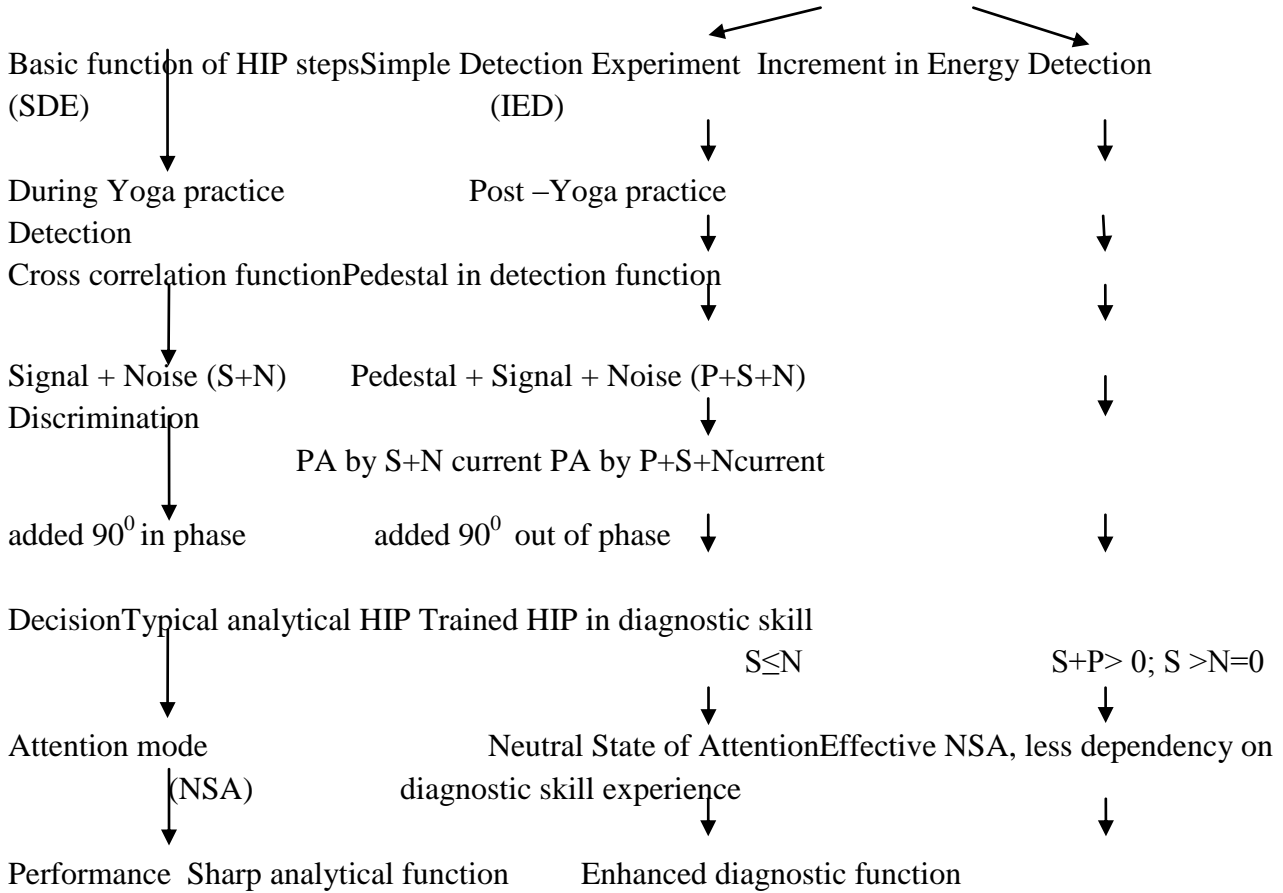 Basic function of HIP stepsSimple Detection Experiment Increment in Energy Detection
(SDE) (IED)
During Yoga practice Post –Yoga practice
Detection
Cross correlation functionPedestal in detection function
Signal + Noise (S+N) Pedestal + Signal + Noise (P+S+N)
Discrimination
PA by S+N current PA by P+S+Ncurrent
added 90⁰ in phase added 90⁰ out of phase
DecisionTypical analytical HIP Trained HIP in diagnostic skill
S≤N S+P> 0; S >N=0
Attention mode Neutral State of AttentionEffective NSA, less dependency on
(NSA) diagnostic skill experience
Performance Sharp analytical function Enhanced diagnostic function